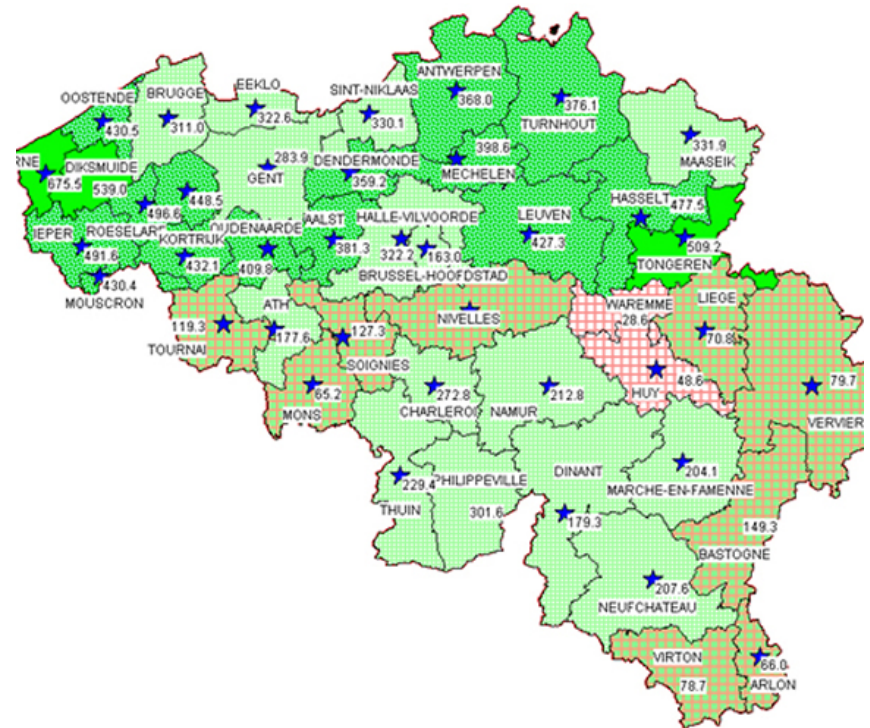 ANTWERPEN
368.0
EEKLO
322.6
SINT-NIKLAAS
330.1
BRUGGE
311.0
OOSTENDE
430.5
376.1
TURNHOUT
331.9
MAASEIK
398.6
MECHELEN
283.9
GENT
DENDERMONDE
359.2
RNE
675.5
DIKSMUIDE
539.0
448.5
496.6
HASSELT
477.5
HALLE-VILVOORDE
322.2
163.0
BRUSSEL-HOOFDSTAD
LEUVEN
427.3
IEPER
491.6
ROESELARE
KORTRIJK
432.1
OUDENAARDE
409.8
AALST
381.3
509.2
TONGEREN
430.4
MOUSCRON
ATH
177.6
119.3
TOURNAI
127.3
SOIGNIES
NIVELLES
WAREMME
28.6
LIEGE
70.8
65.2
MONS
272.8
CHARLEROI
212.8
NAMUR
48.6
HUY
79.7
VERVIER
229.4
THUIN
PHILIPPEVILLE
301.6
DINANT
179.3
204.1
MARCHE-EN-FAMENNE
149.3
BASTOGNE
207.6
NEUFCHATEAU
VIRTON
78.7
66.0
ARLON